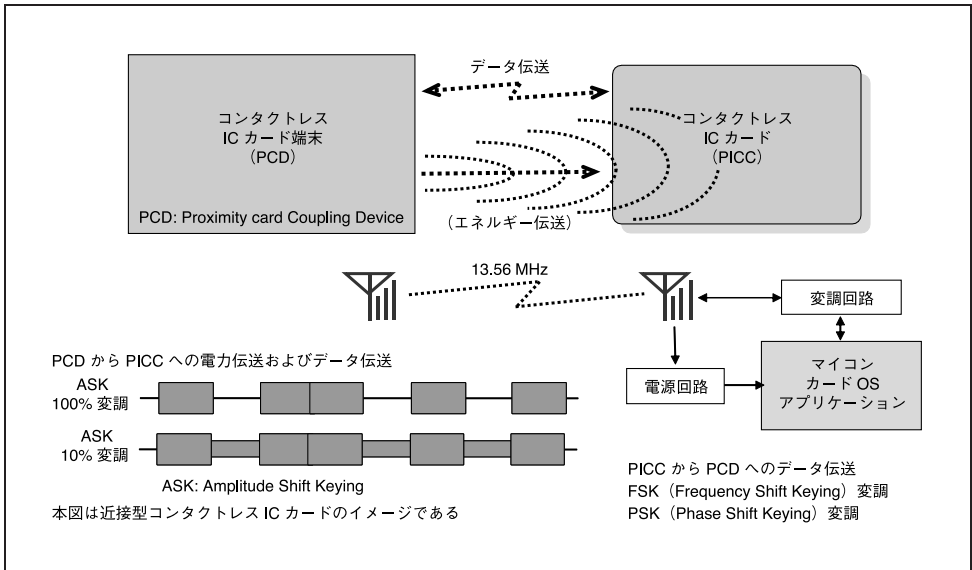 データ伝送
コンタクトレス
IC カード端末
（PCD）
PCD: Proximity card Coupling Device
コンタクトレス
IC カード
（PICC）
（エネルギー伝送）
13.56 MHz
変調回路
電源回路
マイコン
カード OS
アプリケーション
PCD から PICC への電力伝送およびデータ伝送
ASK
100% 変調
ASK
10% 変調
ASK: Amplitude Shift Keying
本図は近接型コンタクトレス IC カードのイメージである
PICC から PCD へのデータ伝送
FSK（Frequency Shift Keying）変調
PSK（Phase Shift Keying）変調